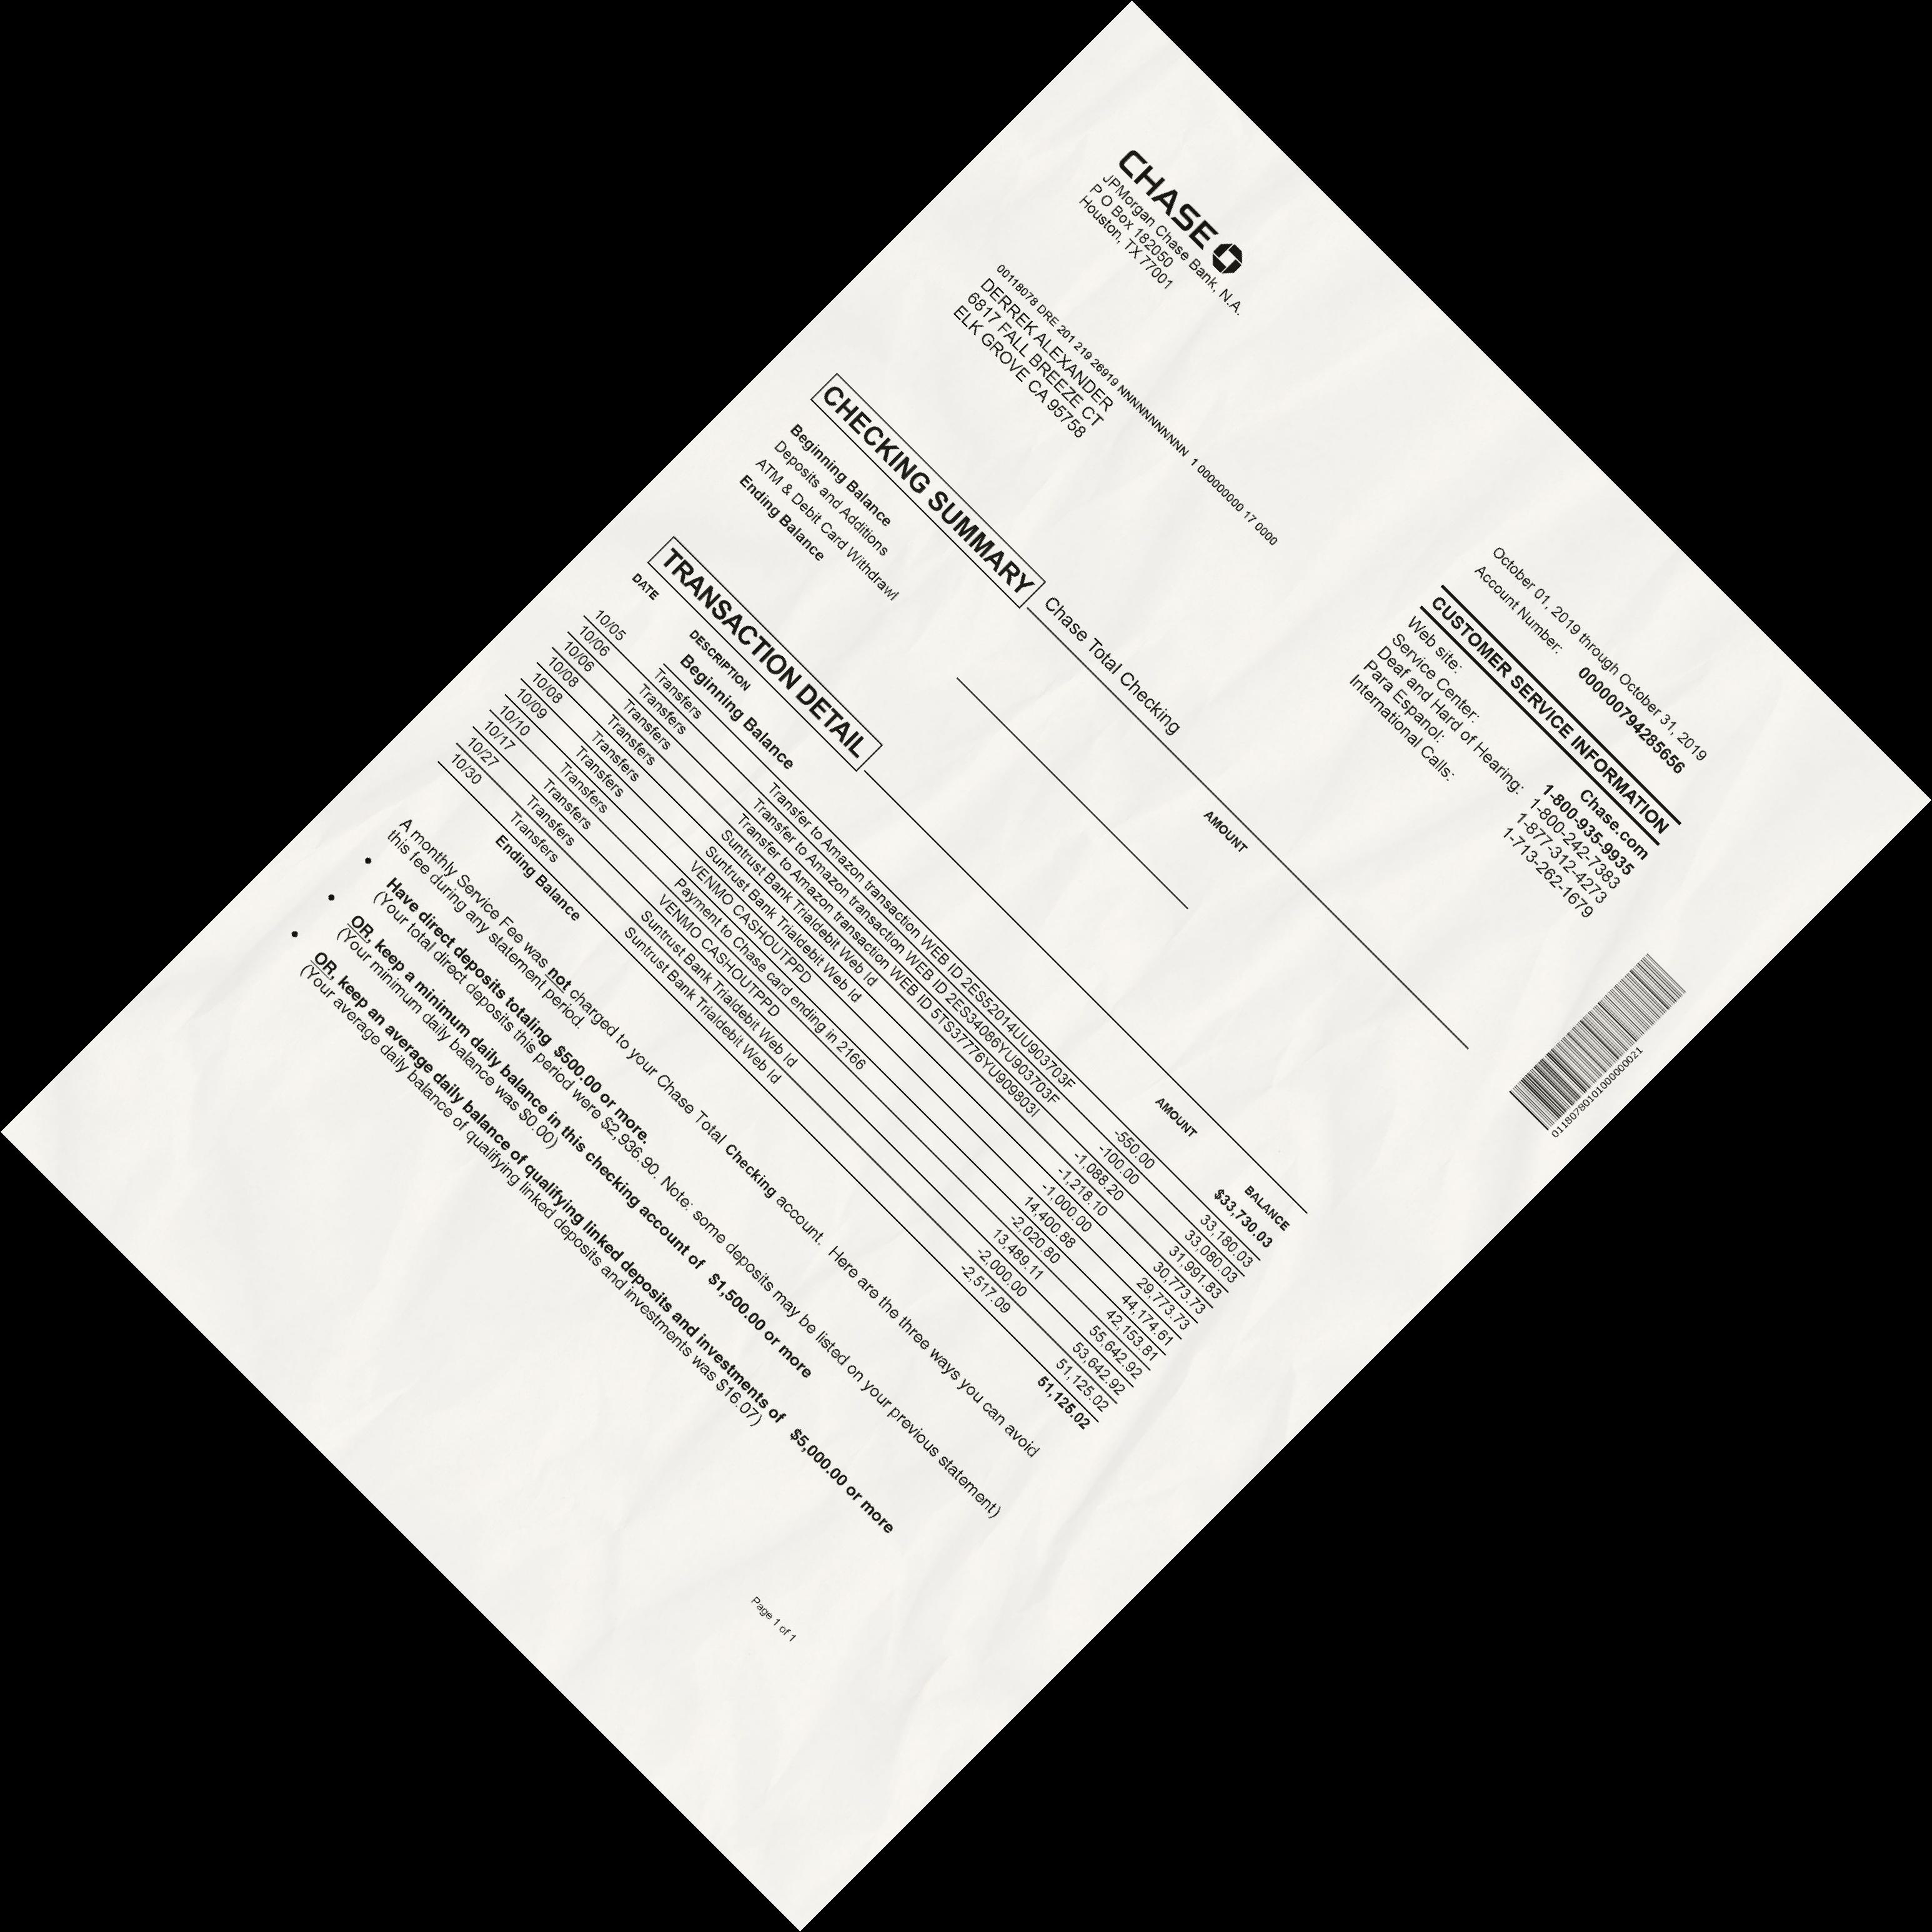 CHASE
JPMorgan Chase Bank, N.A.
P O Box 182050
Houston, TX 77001
October 01, 2019 through October 31, 2019
Account Number: 000000794285656
CUSTOMER SERVICE INFORMATION
Web site: Chase.com
Service Center: 1-800-935-9935
Deaf and Hard of Hearing: 1-800-242-7383
Para Espanol: 1-877-312-4273
International Calls: 1-713-262-1679
00118078 DRE 201 219 26919 NNNNNNNNNNN 1 000000000 17 0000
DERREK ALEXANDER
6817 FALL BREEZE CT
ELK GROVE CA 95758
01180780101000000021
CHECKING SUMMARY Chase Total Checking
AMOUNT
Beginning Balance
Deposits and Additions
ATM & Debit Card Withdrawl
Ending Balance
TRANSACTION DETAIL
DATE DESCRIPTION AMOUNT BALANCE
Beginning Balance $33,730.03
10/05 Transfers Transfer to Amazon transaction WEB ID 2ES52014UU903703F -550.00 33,180.03
10/06 Transfers Transfer to Amazon transaction WEB ID 2ES34086YU903703F -100.00 33,080.03
10/06 Transfers Transfer to Amazon transaction WEB ID 5TS37776YU909803I -1,088.20 31,991.83
10/08 Transfers Suntrust Bank Trialdebit Web Id -1,218.10 30,773.73
10/08 Transfers Suntrust Bank Trialdebit Web Id -1,000.00 29,773.73
10/09 Transfers VENMO CASHOUTPPD 14,400.88 44,174.61
10/10 Transfers Payment to Chase card ending in 2166 -2,020.80 42,153.81
10/17 Transfers VENMO CASHOUTPPD 13,489.11 55,642.92
10/27 Transfers Suntrust Bank Trialdebit Web Id -2,000.00 53,642.92
10/30 Transfers Suntrust Bank Trialdebit Web Id -2,517.09 51,125.02
Ending Balance 51,125.02
A monthly Service Fee was not charged to your Chase Total Checking account. Here are the three ways you can avoid
this fee during any statement period.
• Have direct deposits totaling $500.00 or more.
(Your total direct deposits this period were $2,936.90. Note: some deposits may be listed on your previous statement)
• OR, keep a minimum daily balance in this checking account of $1,500.00 or more
(Your minimum daily balance was $0.00)
• OR, keep an average daily balance of qualifying linked deposits and investments of $5,000.00 or more
(Your average daily balance of qualifying linked deposits and investments was $16.07)
Page 1 of 1